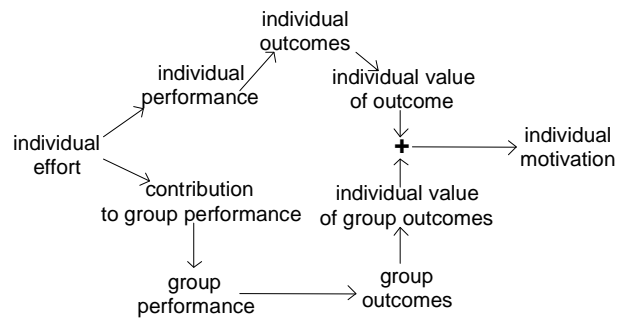 individual
outcomes
individual
performance
individual value
of outcome
individual
effort
+
individual
motivation
contribution
to group performance
individual value
of group outcomes
group
performance
group
outcomes